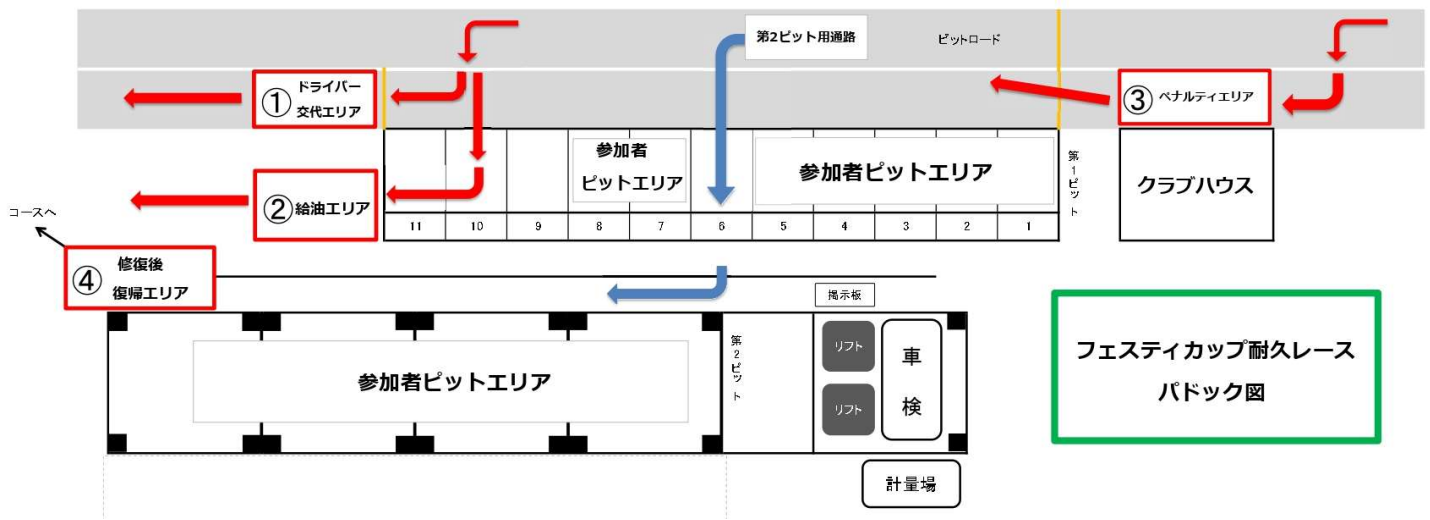 第2ピット用通路
ピットロード
①
ドライバー
交代エリア
③
ペナルティエリア
参加者
ピットエリア
参加者ピットエリア
第1ピット
クラブハウス
②
給油エリア
11
10
9
8
7
6
5
4
3
2
1
コースへ
④
修復後
復帰エリア
掲示板
参加者ピットエリア
第2ピット
リフト
リフト
車検
計量場
フェスティカップ耐久レース
パドック図